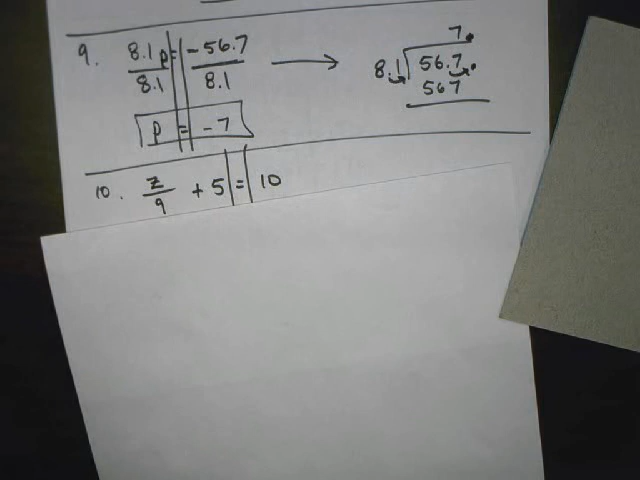 9. 8.1p = -56.7 → 7.
8.1 8.1 8.1 56.7.
567
p = -7
10. z/9 + 5 = 10